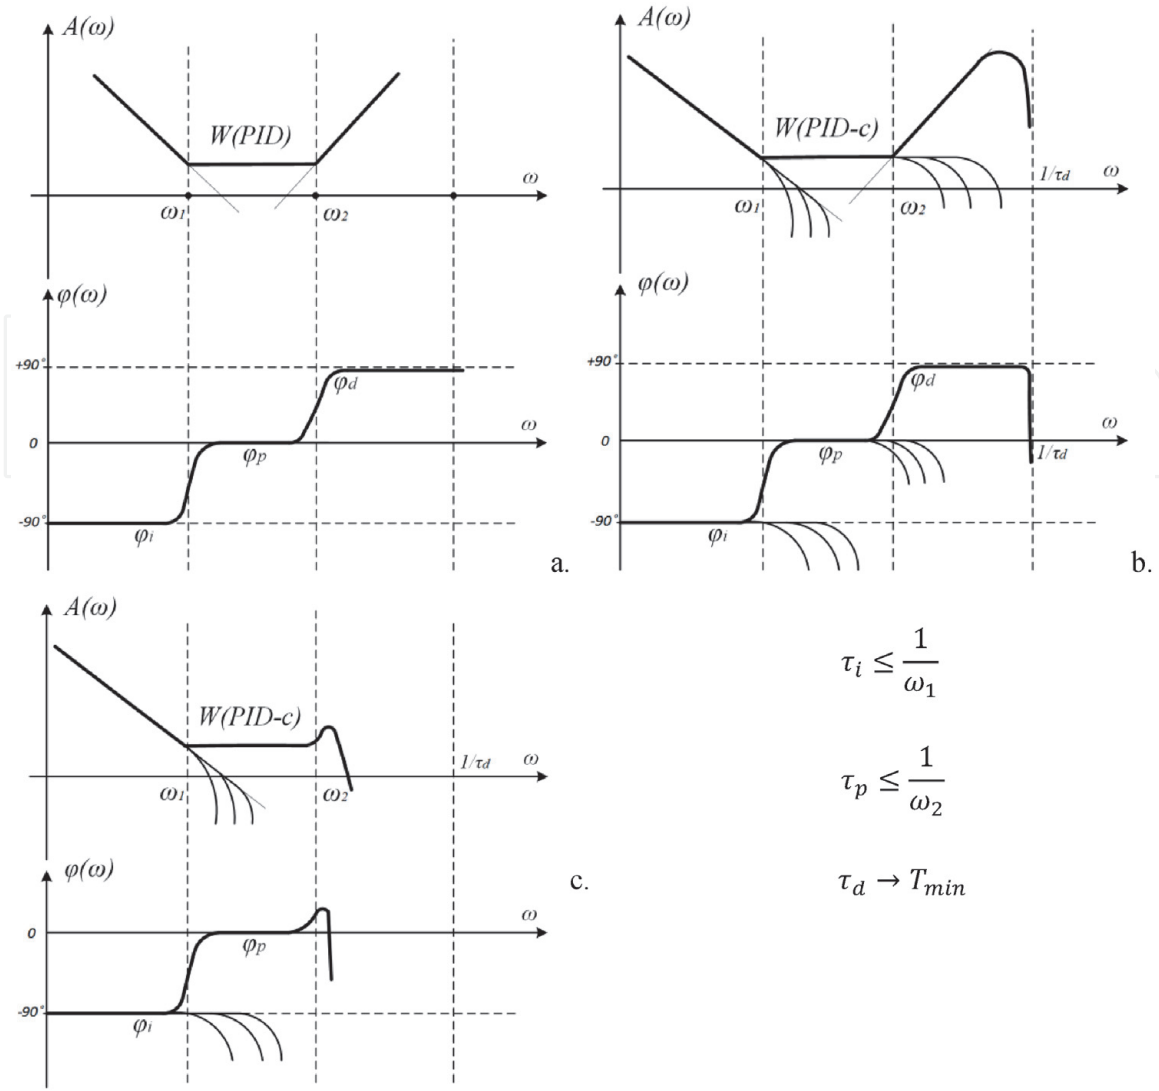 A(ω)
W(PID)
ω
ω₁
ω₂
φ(ω)
+90°
φd
ω
0
φp
-90°
φi
a.
A(ω)
W(PID-c)
1/τd
ω
ω₁
ω₂
φ(ω)
+90°
φd
ω
0
φp
1/τd
-90°
φi
b.
A(ω)
W(PID-c)
1/τd
ω
ω₁
ω₂
φ(ω)
c.
ω
0
φp
-90°
φi
τᵢ ≤ 1/ω₁
τₚ ≤ 1/ω₂
τd → Tmin